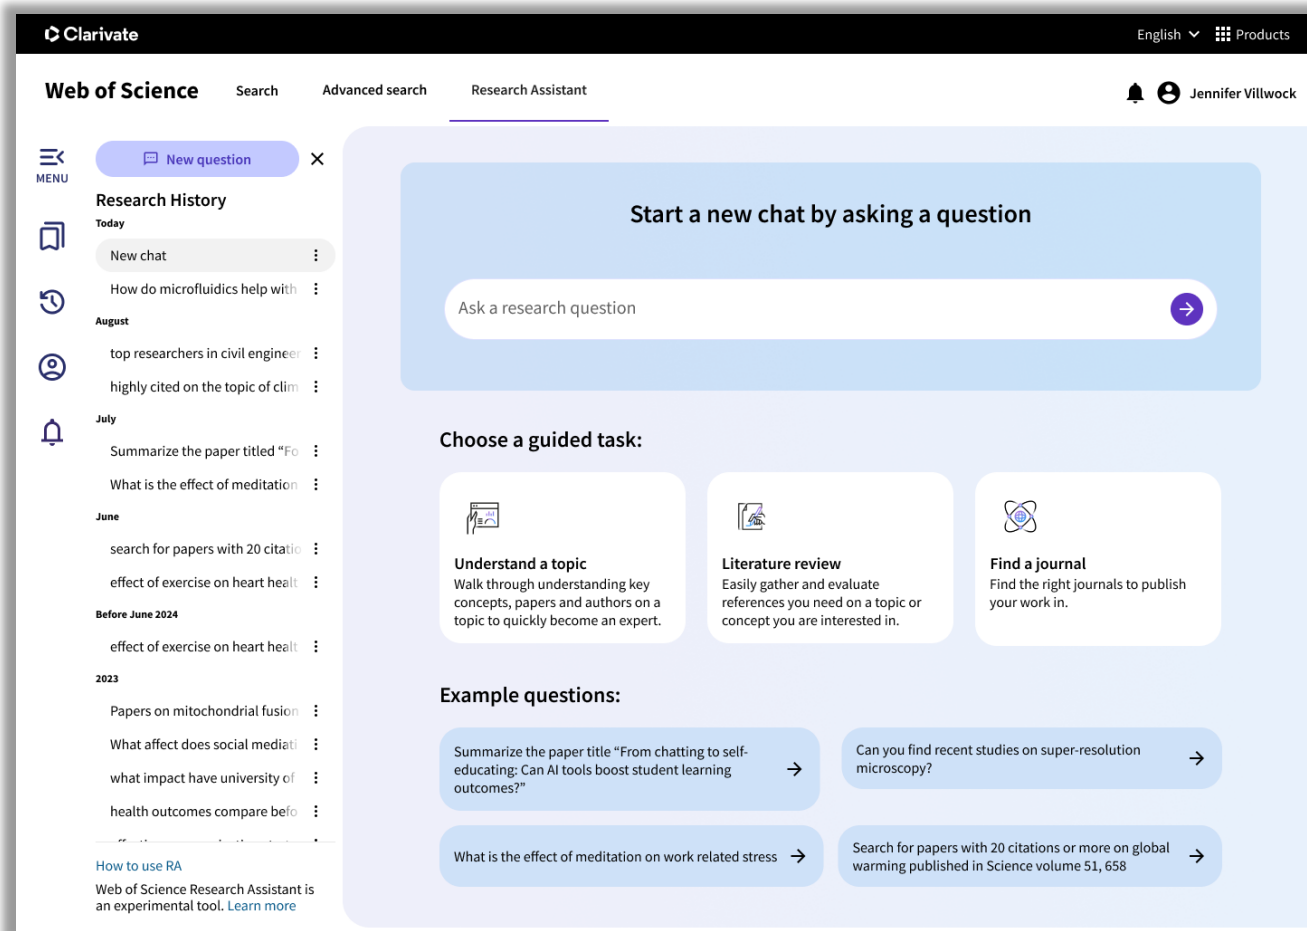 Clarivate
English
Products
Web of Science
Search
Advanced search
Research Assistant
Jennifer Villwock
MENU
New question
Research History
Today
New chat
How do microfluidics help with
August
top researchers in civil engineer
highly cited on the topic of clim
July
Summarize the paper titled “Fo
What is the effect of meditation
June
search for papers with 20 citatio
effect of exercise on heart healt
Before June 2024
effect of exercise on heart healt
2023
Papers on mitochondrial fusion
What affect does social mediati
what impact have university of
health outcomes compare befo
How to use RA
Web of Science Research Assistant is
an experimental tool. Learn more
Start a new chat by asking a question
Ask a research question
Choose a guided task:
Understand a topic
Walk through understanding key
concepts, papers and authors on a
topic to quickly become an expert.
Literature review
Easily gather and evaluate
references you need on a topic or
concept you are interested in.
Find a journal
Find the right journals to publish
your work in.
Example questions:
Summarize the paper title “From chatting to self-
educating: Can AI tools boost student learning
outcomes?”
Can you find recent studies on super-resolution
microscopy?
What is the effect of meditation on work related stress
Search for papers with 20 citations or more on global
warming published in Science volume 51, 658